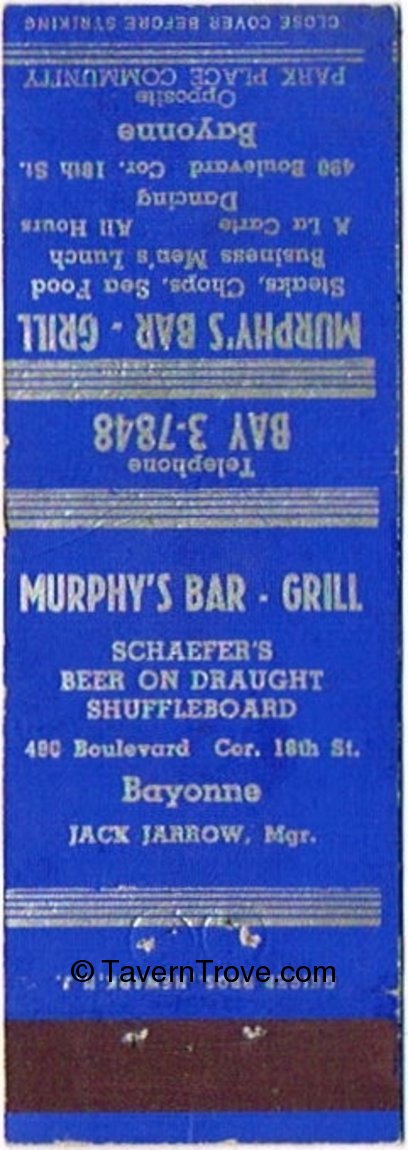 CLOSE COVER BEFORE STRIKING
PARK PLACE COMMUNITY
Opposite
Bayonne
490 Boulevard Cor. 18th St.
Dancing
A La Carte All Hours
Business Men's Lunch
Steaks, Chops, Sea Food
MURPHY'S BAR - GRILL
BAY 3-7848
Telephone
MURPHY'S BAR - GRILL
SCHAEFER'S
BEER ON DRAUGHT
SHUFFLEBOARD
490 Boulevard Cor. 18th St.
Bayonne
JACK JARROW, Mgr.
© TavernTrove.com